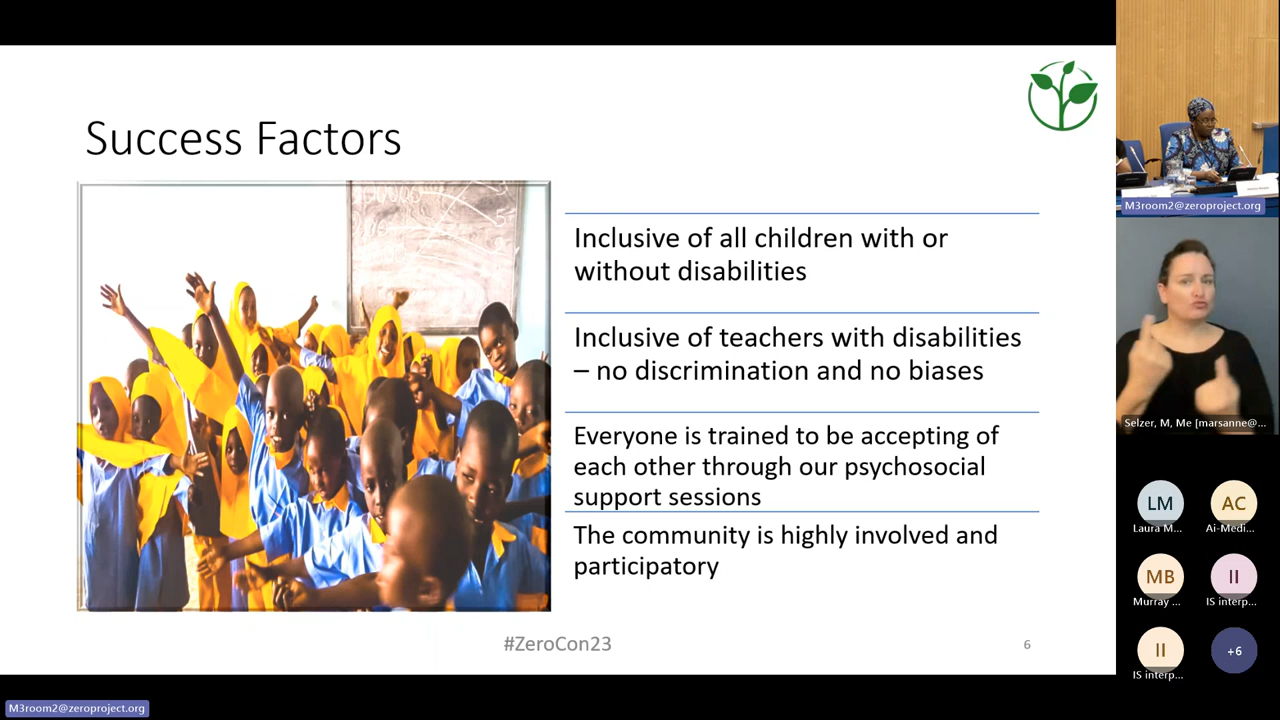 Success Factors
Inclusive of all children with or
without disabilities
Inclusive of teachers with disabilities
– no discrimination and no biases
Everyone is trained to be accepting of
each other through our psychosocial
support sessions
The community is highly involved and
participatory
#ZeroCon23
6
M3room2@zeroproject.org
Selzer, M, Me [marsanne@...
LM
Laura M...
AC
Ai-Medi...
MB
Murray ...
II
IS interp...
II
IS interp...
+6
M3room2@zeroproject.org